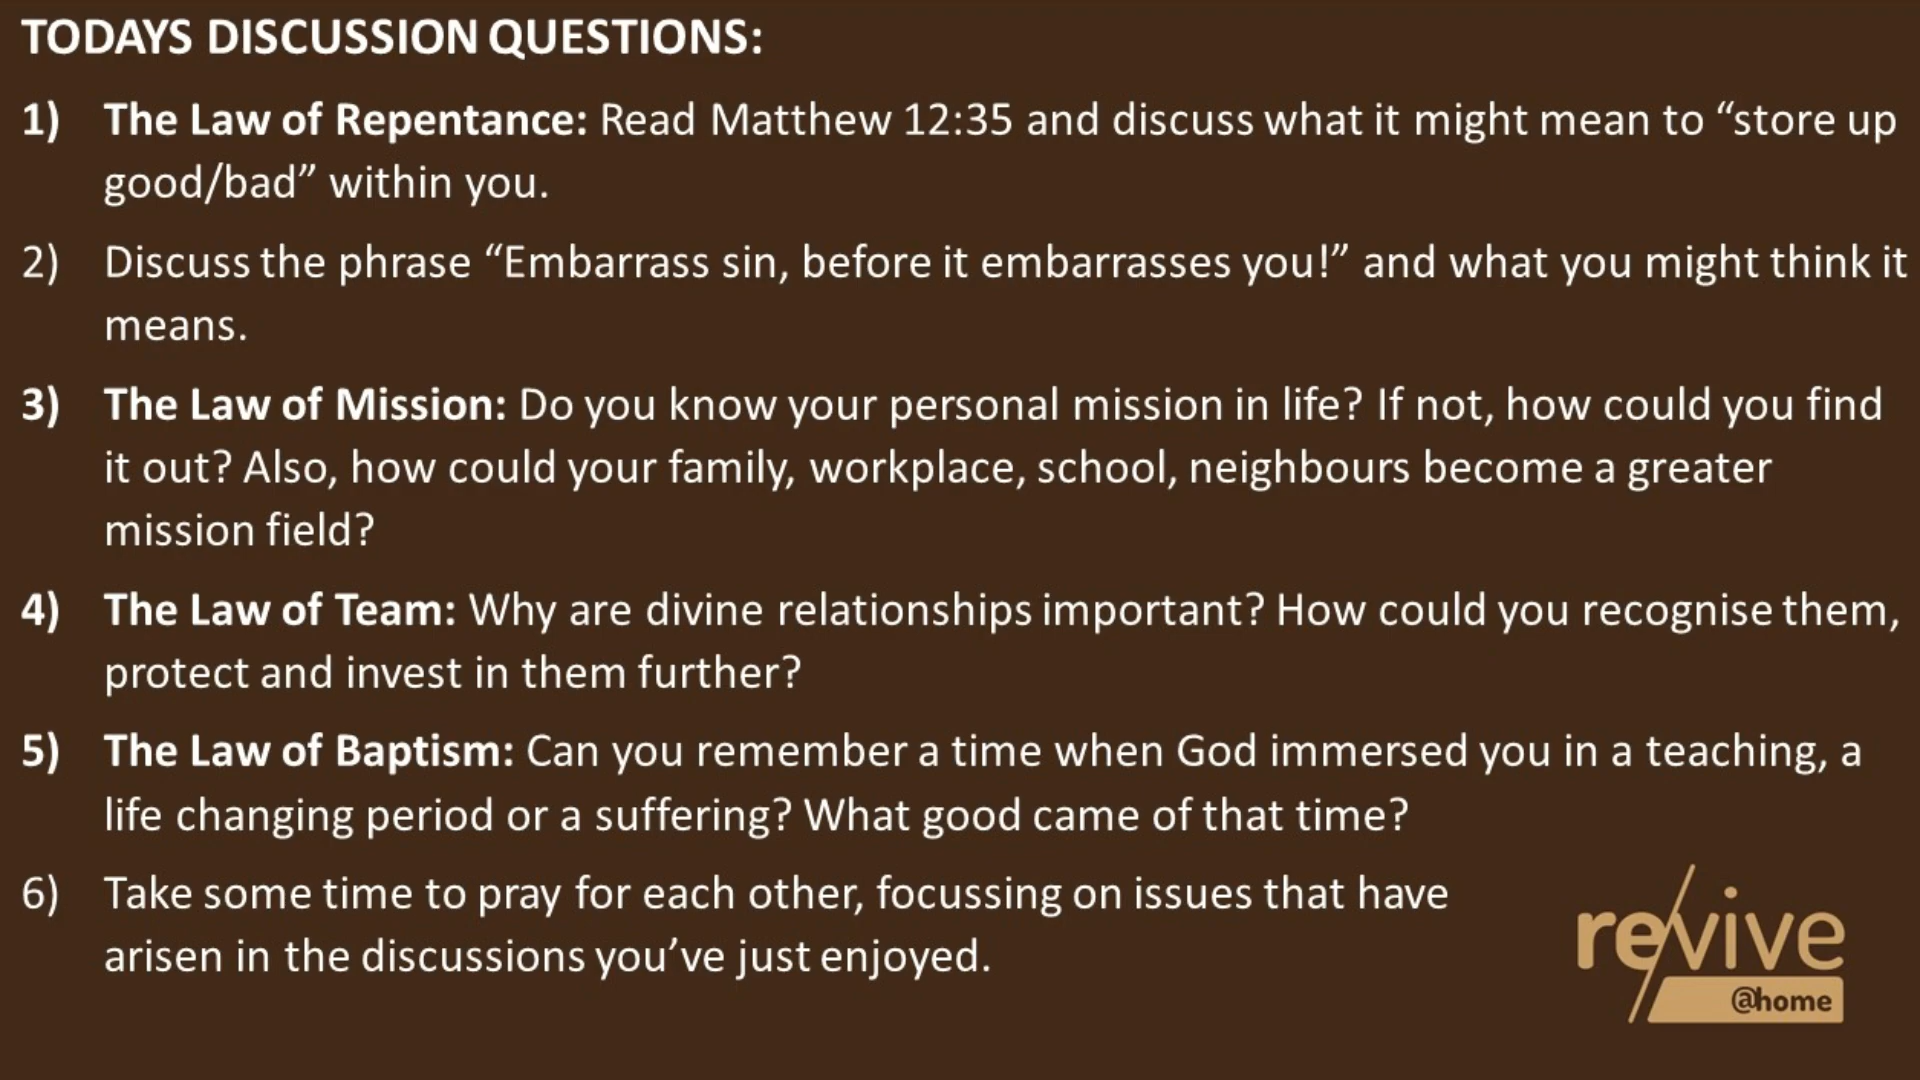 TODAYS DISCUSSION QUESTIONS:
1) The Law of Repentance: Read Matthew 12:35 and discuss what it might mean to “store up
good/bad” within you.
2) Discuss the phrase “Embarrass sin, before it embarrasses you!” and what you might think it
means.
3) The Law of Mission: Do you know your personal mission in life? If not, how could you find
it out? Also, how could your family, workplace, school, neighbours become a greater
mission field?
4) The Law of Team: Why are divine relationships important? How could you recognise them,
protect and invest in them further?
5) The Law of Baptism: Can you remember a time when God immersed you in a teaching, a
life changing period or a suffering? What good came of that time?
6) Take some time to pray for each other, focussing on issues that have
arisen in the discussions you’ve just enjoyed.
re/vive
@home